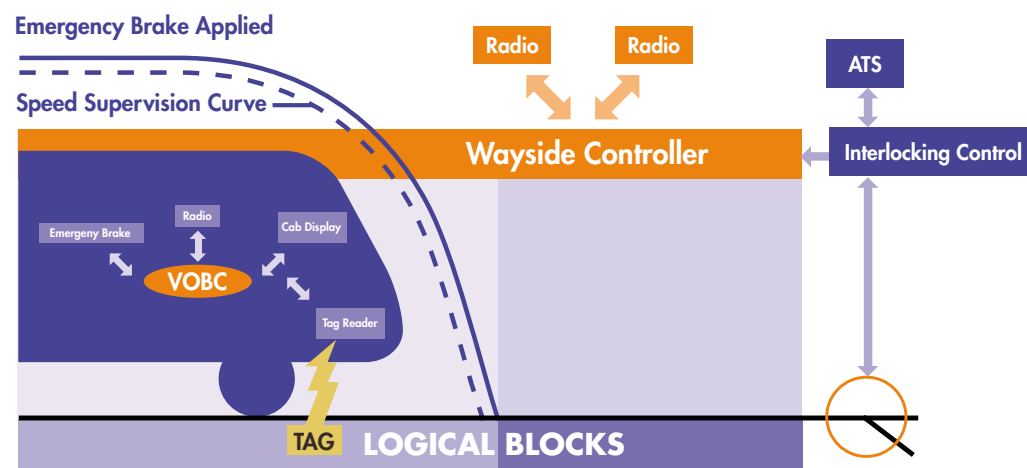 Emergency Brake Applied
Speed Supervision Curve
Radio
Radio
ATS
Wayside Controller
Interlocking Control
Radio
Emergeny Brake
Cab Display
VOBC
Tag Reader
TAG
LOGICAL BLOCKS